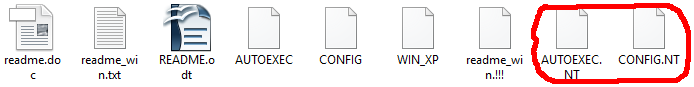 readme.do
c
readme_wi
n.txt
README.o
dt
AUTOEXEC
CONFIG
WIN_XP
readme_wi
n.!!!
AUTOEXEC.
NT
CONFIG.NT